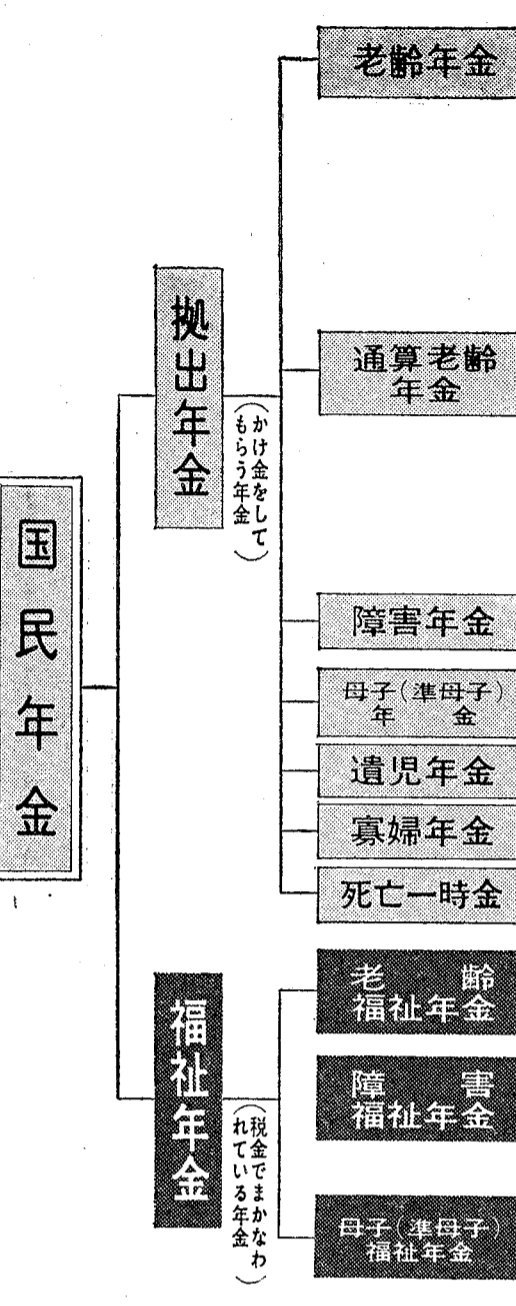 国民年金
拠出年金
（かけ金をして
もらう年金）
老齢年金
通算老齢
年金
障害年金
母子（準母子）
年金
遺児年金
寡婦年金
死亡一時金
福祉年金
（税金でまかなわ
れている年金）
老齢
福祉年金
障害
福祉年金
母子（準母子）
福祉年金